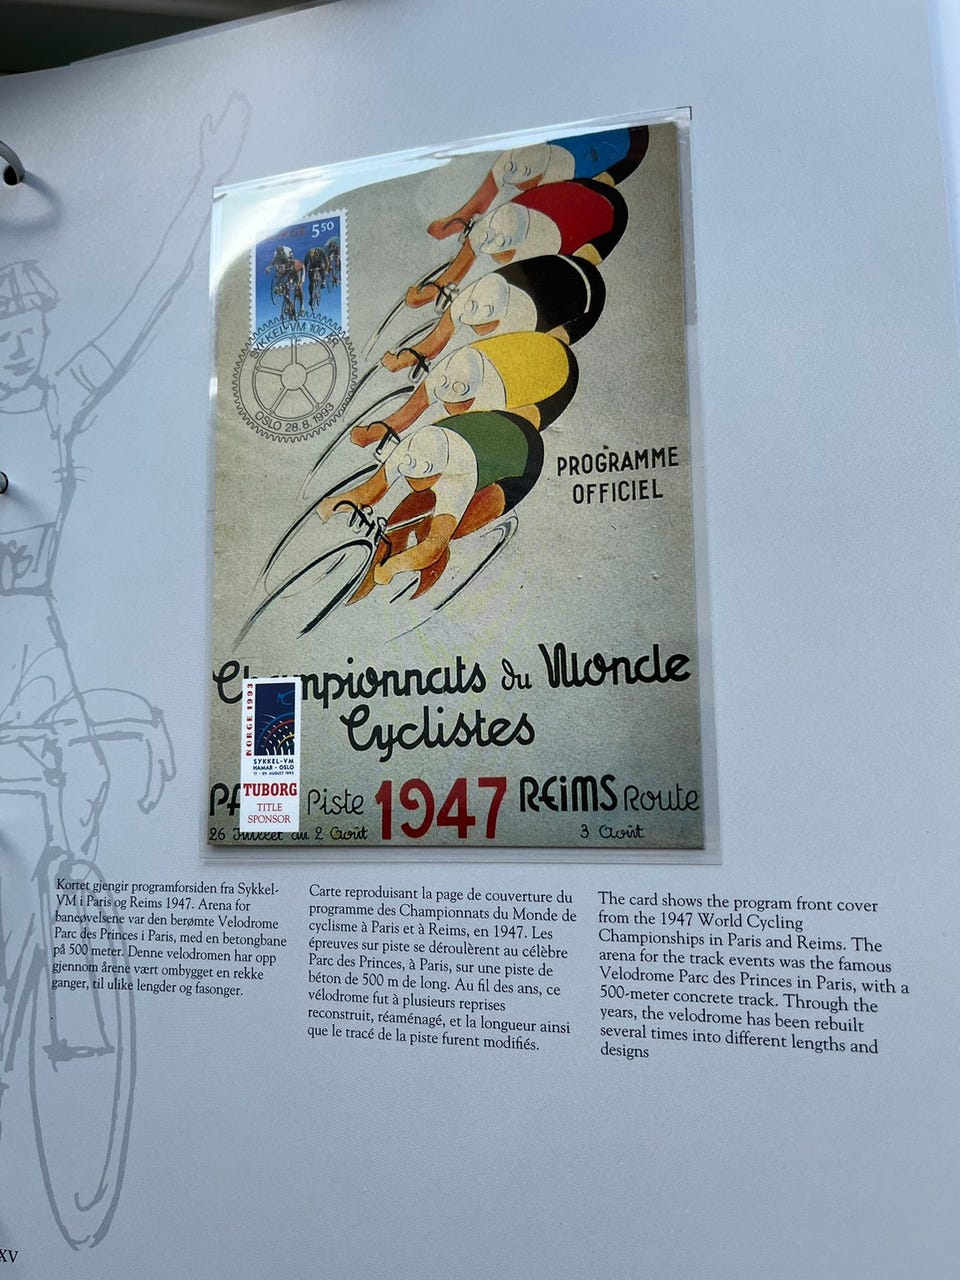 NORGE 5⁵⁰
SYKKEL-VM 100 ÅR
OSLO 28.8.1993
PROGRAMME
OFFICIEL
Championnats du Monde
Cyclistes
Piste 1947 REIMS Route
26 Juillet au 2 Août
3 Août
NORGE 1993
SYKKEL-VM
HAMAR - OSLO
17. - 29. AUGUST 1993
TUBORG
TITLE
SPONSOR
Kortet gjengir programforsiden fra Sykkel-
VM i Paris og Reims 1947. Arena for
baneøvelsene var den berømte Velodrome
Parc des Princes i Paris, med en betongbane
på 500 meter. Denne velodromen har opp
gjennom årene vært ombygget en rekke
ganger, til ulike lengder og fasonger.
Carte reproduisant la page de couverture du
programme des Championnats du Monde de
cyclisme à Paris et à Reims, en 1947. Les
épreuves sur piste se déroulèrent au célèbre
Parc des Princes, à Paris, sur une piste de
béton de 500 m de long. Au fil des ans, ce
vélodrome fut à plusieurs reprises
reconstruit, réaménagé, et la longueur ainsi
que le tracé de la piste furent modifiés.
The card shows the program front cover
from the 1947 World Cycling
Championships in Paris and Reims. The
arena for the track events was the famous
Velodrome Parc des Princes in Paris, with a
500-meter concrete track. Through the
years, the velodrome has been rebuilt
several times into different lengths and
designs
XV